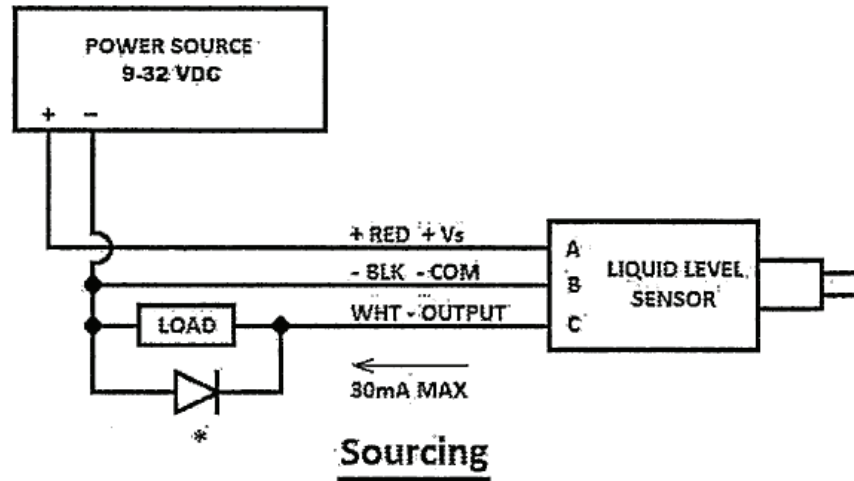 POWER SOURCE
9-32 VDC
+ -
+ RED + Vs
A
- BLK - COM
B
LIQUID LEVEL
SENSOR
LOAD
WHT - OUTPUT
C
30mA MAX
*
Sourcing